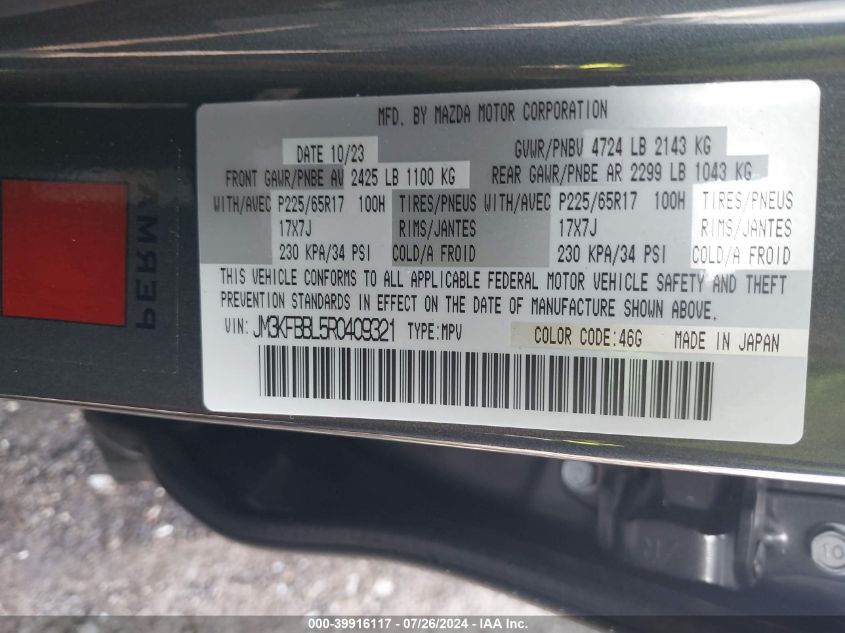 MFD. BY MAZDA MOTOR CORPORATION
DATE 10/23 GVWR/PNBV 4724 LB 2143 KG
FRONT GAWR/PNBE AV 2425 LB 1100 KG REAR GAWR/PNBE AR 2299 LB 1043 KG
WITH/AVEC P225/65R17 100H TIRES/PNEUS WITH/AVEC P225/65R17 100H TIRES/PNEUS
17X7J RIMS/JANTES 17X7J RIMS/JANTES
230 KPA/34 PSI COLD/A FROID 230 KPA/34 PSI COLD/A FROID
THIS VEHICLE CONFORMS TO ALL APPLICABLE FEDERAL MOTOR VEHICLE SAFETY AND THEFT
PREVENTION STANDARDS IN EFFECT ON THE DATE OF MANUFACTURE SHOWN ABOVE.
VIN: JM3KFBBL5R0409321 TYPE:MPV COLOR CODE:46G MADE IN JAPAN
PERMA
10
000-39916117 - 07/26/2024 - IAA Inc.